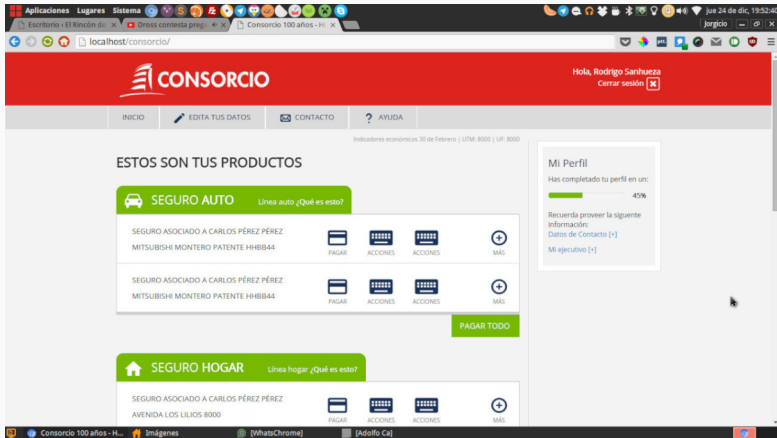 Aplicaciones Lugares Sistema
jue 24 de dic, 19:52:40
Escritorio ‹ El Rincón de
Dross contesta preg
Consorcio 100 años - H
Jorgicio
localhost/consorcio/
CONSORCIO
Hola, Rodrigo Sanhueza
Cerrar sesión
INICIO
EDITA TUS DATOS
CONTACTO
? AYUDA
Indicadores económicos 30 de Febrero | UTM: 8000 | UF: 8000
ESTOS SON TUS PRODUCTOS
SEGURO AUTO
Línea auto ¿Qué es esto?
SEGURO ASOCIADO A CARLOS PÉREZ PÉREZ
MITSUBISHI MONTERO PATENTE HHBB44
PAGAR ACCIONES ACCIONES MÁS
SEGURO ASOCIADO A CARLOS PÉREZ PÉREZ
MITSUBISHI MONTERO PATENTE HHBB44
PAGAR ACCIONES ACCIONES MÁS
PAGAR TODO
SEGURO HOGAR
Línea hogar ¿Qué es esto?
SEGURO ASOCIADO A CARLOS PÉREZ PÉREZ
AVENIDA LOS LILIOS 8000
PAGAR ACCIONES ACCIONES MÁS
Mi Perfil
Has completado tu perfil en un:
45%
Recuerda proveer la siguente
información:
Datos de Contacto [+]
Mi ejecutivo [+]
Consorcio 100 años - H...
Imágenes
[WhatsChrome]
[Adolfo Ca]